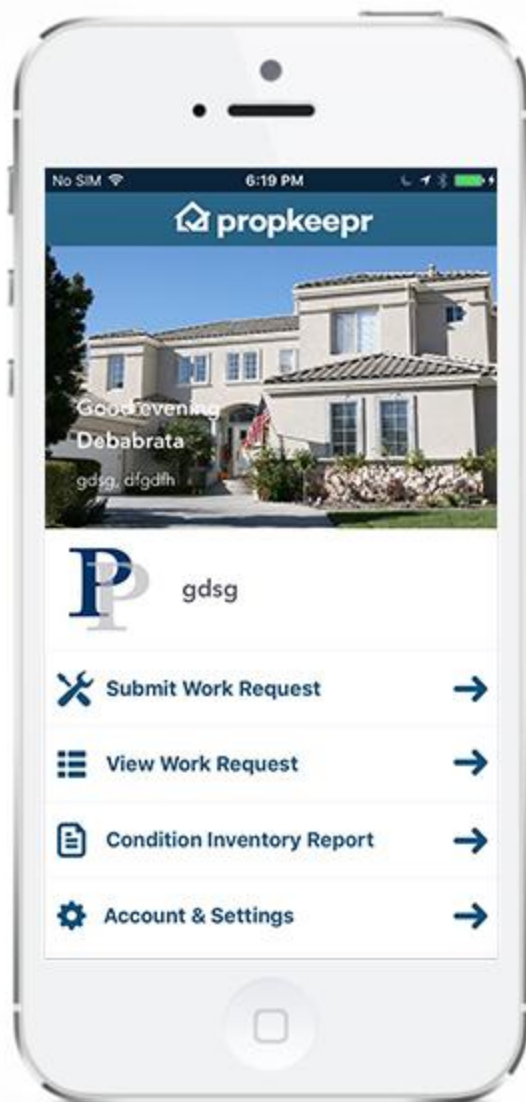 No SIM 6:19 PM
propkeepr
Good evening
Debabrata
gdsg, dfgdfh
PP
gdsg
Submit Work Request
View Work Request
Condition Inventory Report
Account & Settings